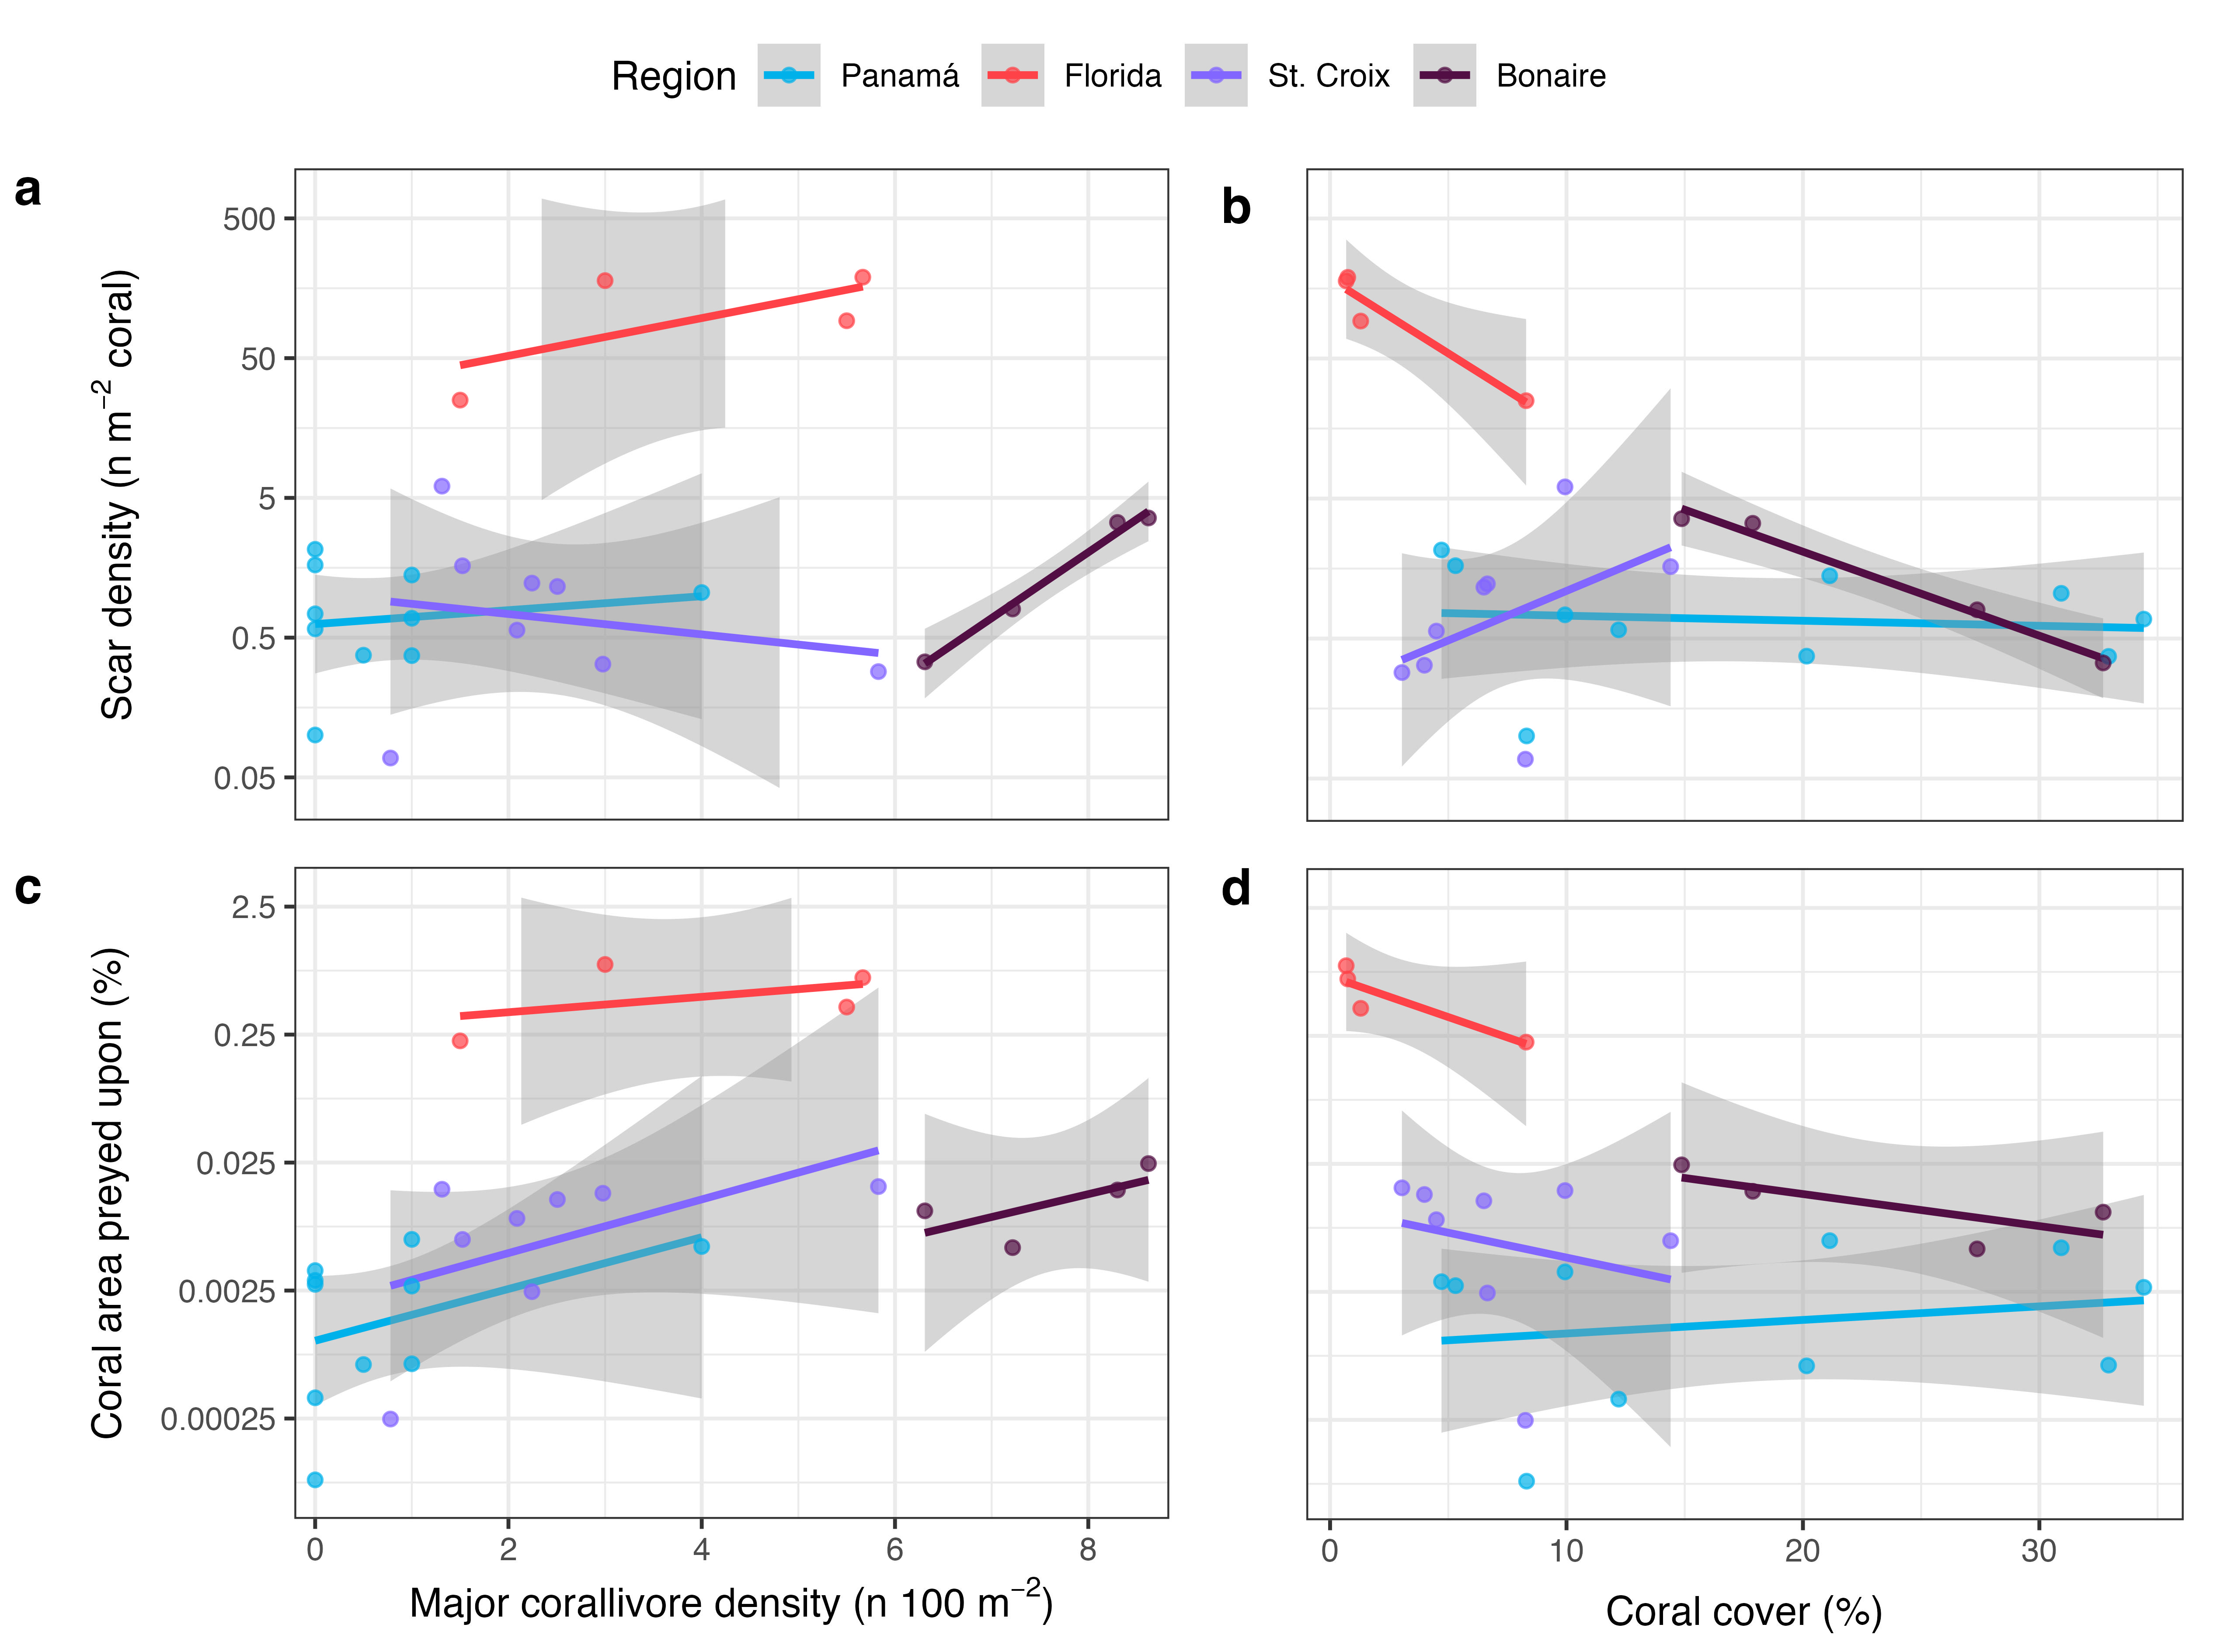 Region Panamá Florida St. Croix Bonaire
a
b
Scar density (n m⁻² coral)
500
50
5
0.5
0.05
c
d
Coral area preyed upon (%)
2.5
0.25
0.025
0.0025
0.00025
0 2 4 6 8
0 10 20 30
Major corallivore density (n 100 m⁻²)
Coral cover (%)